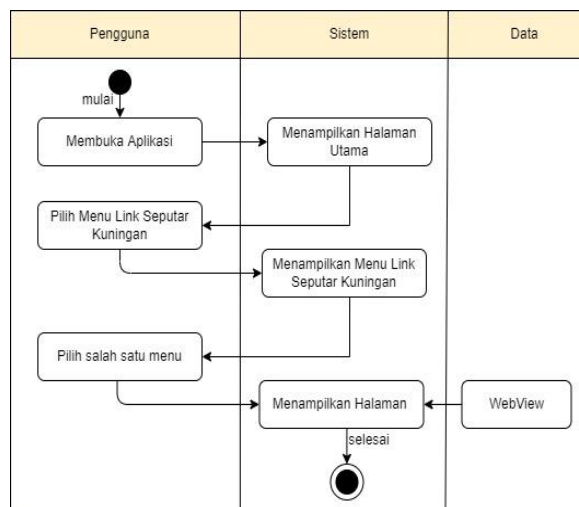 Pengguna
Sistem
Data
mulai
Membuka Aplikasi
Menampilkan Halaman
Utama
Pilih Menu Link Seputar
Kuningan
Menampilkan Menu Link
Seputar Kuningan
Pilih salah satu menu
Menampilkan Halaman
WebView
selesai